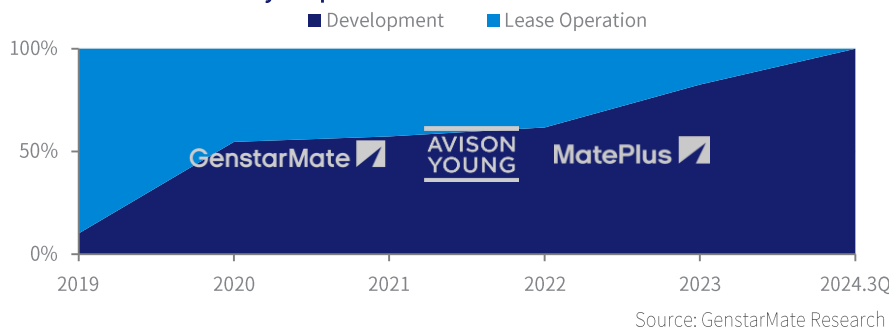 Development Lease Operation
100%
50%
0%
GenstarMate
AVISON
YOUNG
MatePlus
2019 2020 2021 2022 2023 2024.3Q
Source: GenstarMate Research